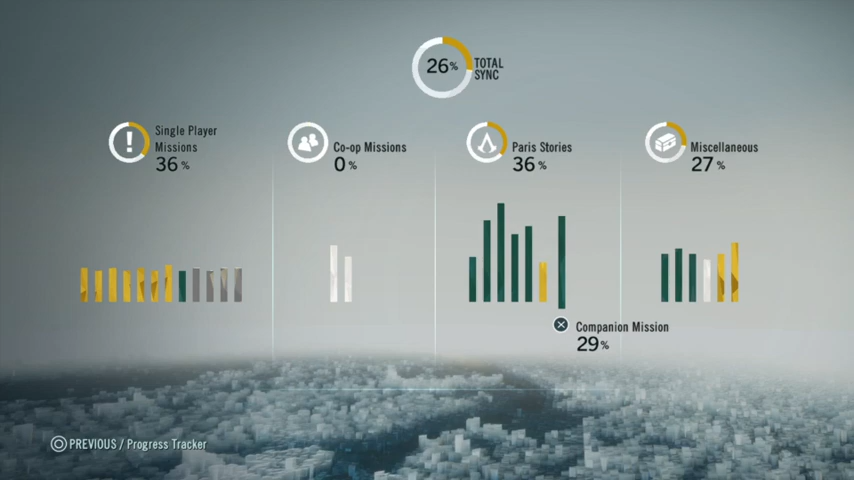 26%
TOTAL
SYNC
Single Player
Missions
36%
Co-op Missions
0%
Paris Stories
36%
Miscellaneous
27%
Companion Mission
29%
PREVIOUS / Progress Tracker